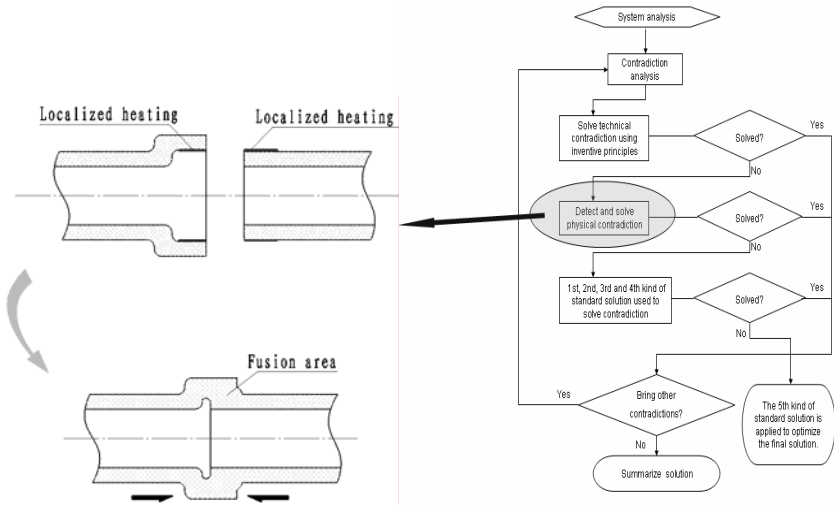 Localized heating
Localized heating
Fusion area
System analysis
Contradiction
analysis
Solve technical
contradiction using
inventive principles
Solved?
Yes
No
Detect and solve
physical contradiction
Solved?
Yes
No
1st, 2nd, 3rd and 4th kind of
standard solution used to
solve contradiction
Solved?
Yes
No
Yes
Bring other
contradictions?
No
The 5th kind of
standard solution is
applied to optimize
the final solution.
Summarize solution